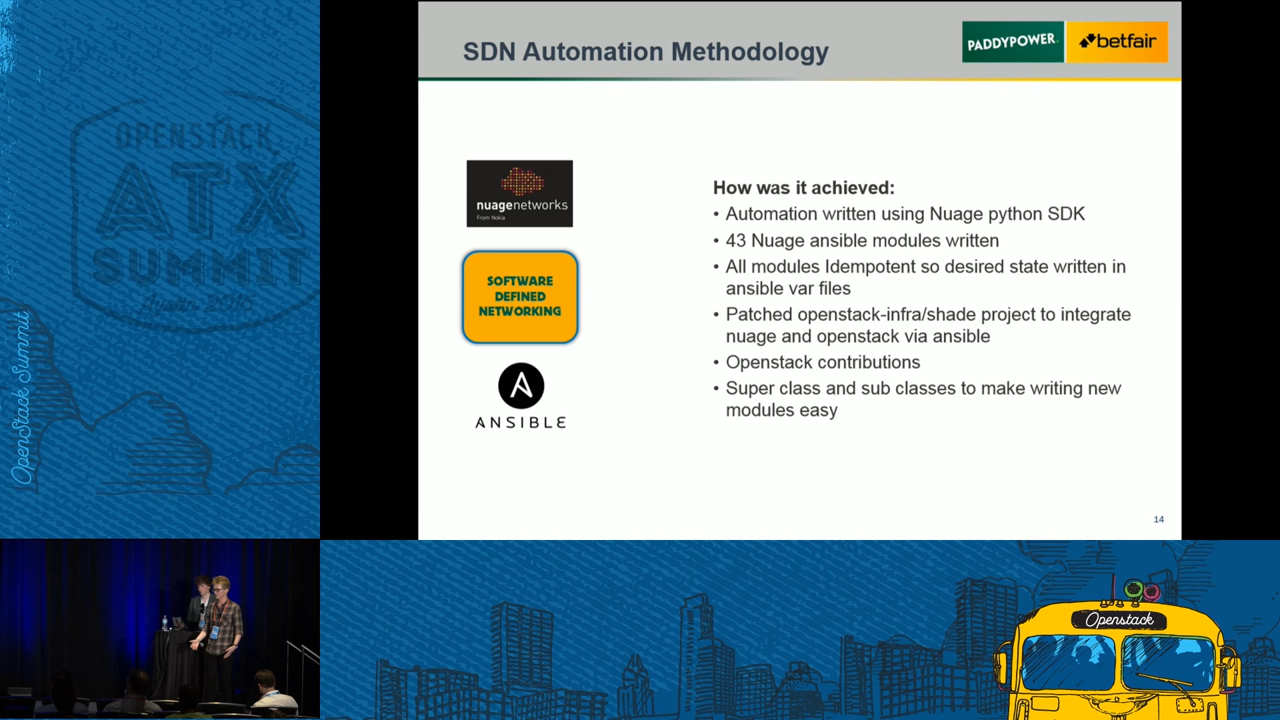 SDN Automation Methodology
PADDYPOWER.
betfair
OPENSTACK
ATX
SUMMIT
OpenStack Summit
nuagenetworks
From Nokia
SOFTWARE
DEFINED
NETWORKING
ANSIBLE
How was it achieved:
• Automation written using Nuage python SDK
• 43 Nuage ansible modules written
• All modules Idempotent so desired state written in
ansible var files
• Patched openstack-infra/shade project to integrate
nuage and openstack via ansible
• Openstack contributions
• Super class and sub classes to make writing new
modules easy
14
Openstack